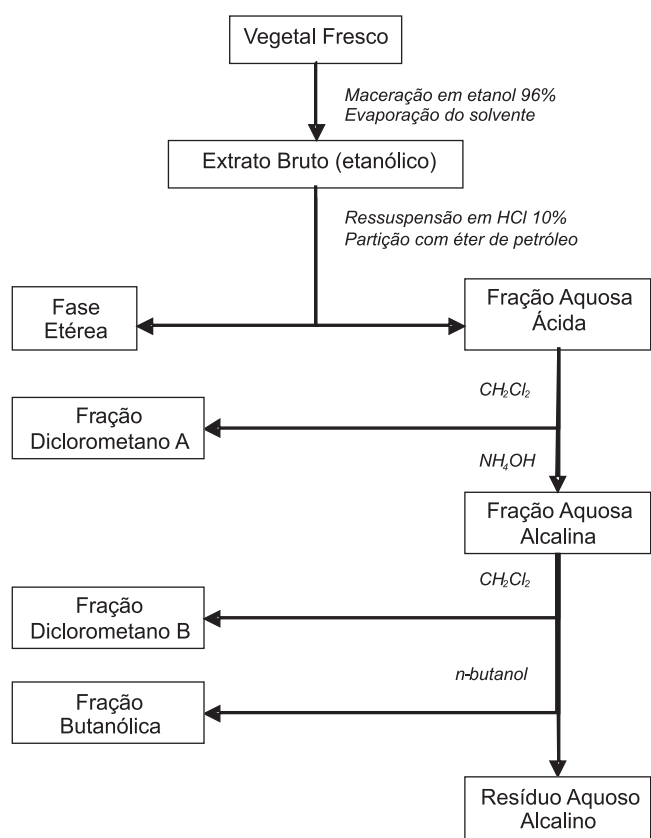 Vegetal Fresco
Maceração em etanol 96%
Evaporação do solvente
Extrato Bruto (etanólico)
Ressuspensão em HCl 10%
Partição com éter de petróleo
Fase
Etérea
Fração Aquosa
Ácida
CH₂Cl₂
Fração
Diclorometano A
NH₄OH
Fração Aquosa
Alcalina
CH₂Cl₂
Fração
Diclorometano B
n-butanol
Fração
Butanólica
Resíduo Aquoso
Alcalino